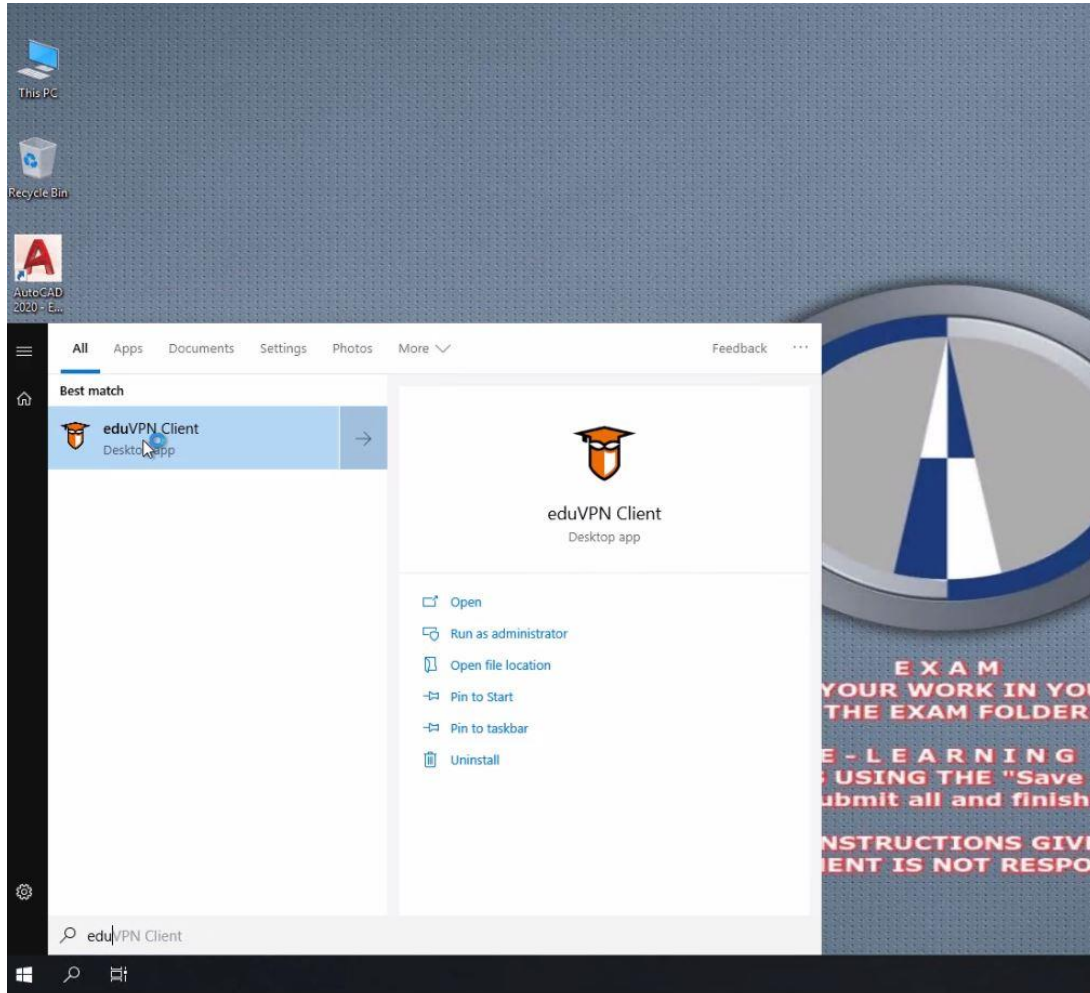 This PC
Recycle Bin
AutoCAD
2020 - E...
All Apps Documents Settings Photos More Feedback ...
Best match
eduVPN Client
Desktop app
eduVPN Client
Desktop app
Open
Run as administrator
Open file location
Pin to Start
Pin to taskbar
Uninstall
eduVPN Client
EXAM
YOUR WORK IN YO
THE EXAM FOLDER
E-LEARNING
USING THE "Save
ubmit all and finish
NSTRUCTIONS GIV
ENT IS NOT RESPO